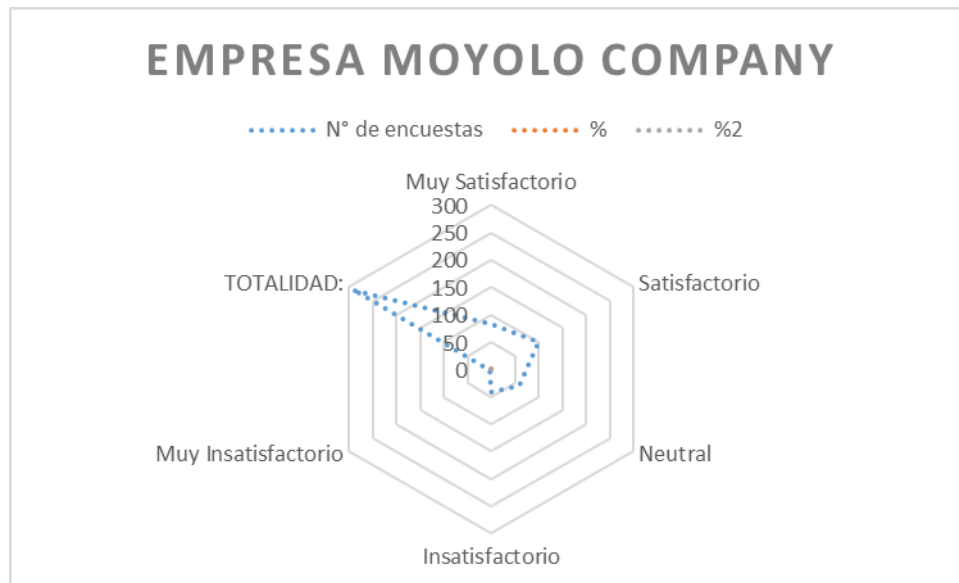 EMPRESA MOYOLO COMPANY
N° de encuestas % %2
Muy Satisfactorio
300
250
200
150
100
50
0
TOTALIDAD:
Satisfactorio
Muy Insatisfactorio
Neutral
Insatisfactorio